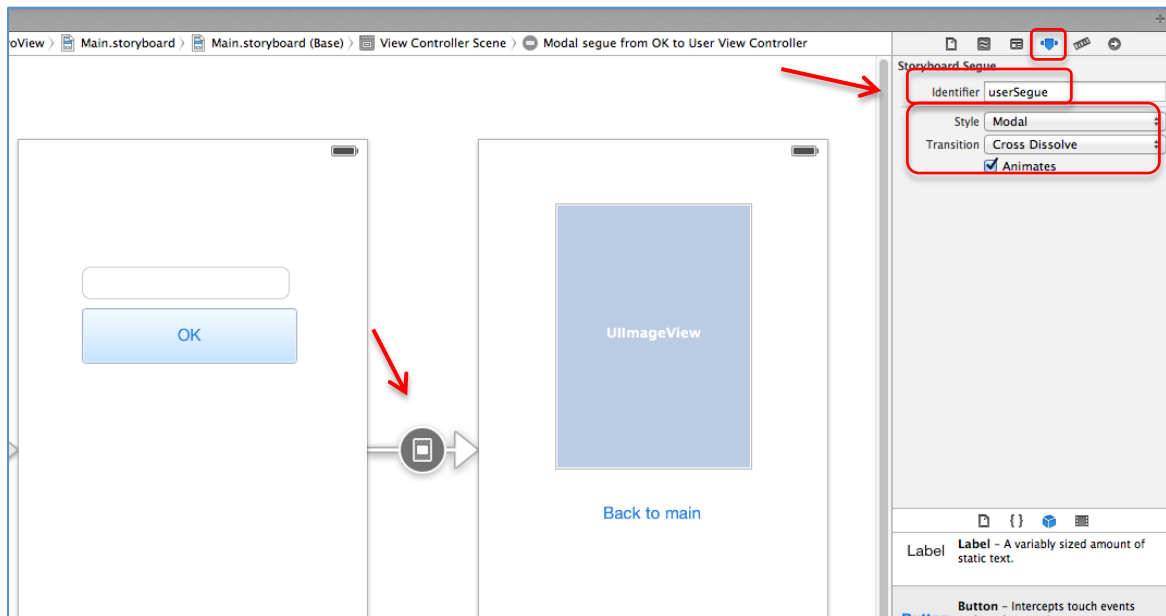 oView 〉 Main.storyboard 〉 Main.storyboard (Base) 〉 View Controller Scene 〉 Modal segue from OK to User View Controller
Storyboard Segue
Identifier userSegue
Style Modal
Transition Cross Dissolve
Animates
OK
UIImageView
Back to main
{ }
Label Label – A variably sized amount of
static text.
Button – Intercepts touch events